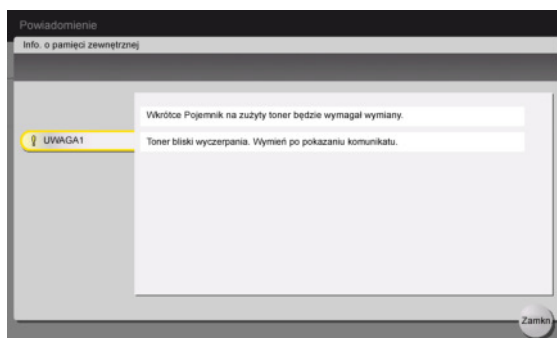 Powiadomienie
Info. o pamięci zewnętrznej
Wkrótce Pojemnik na zużyty toner będzie wymagał wymiany.
UWAGA1
Toner bliski wyczerpania. Wymień po pokazaniu komunikatu.
Zamkn